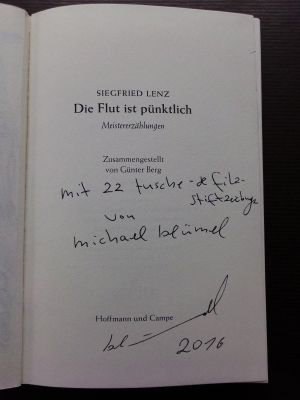 SIEGFRIED LENZ
Die Flut ist pünktlich
Meistererzählungen
Zusammengestellt
von Günter Berg
mit 22 tusche-& filz-
stiftzeichnungen
von
michael blümel
Hoffmann und Campe
2016